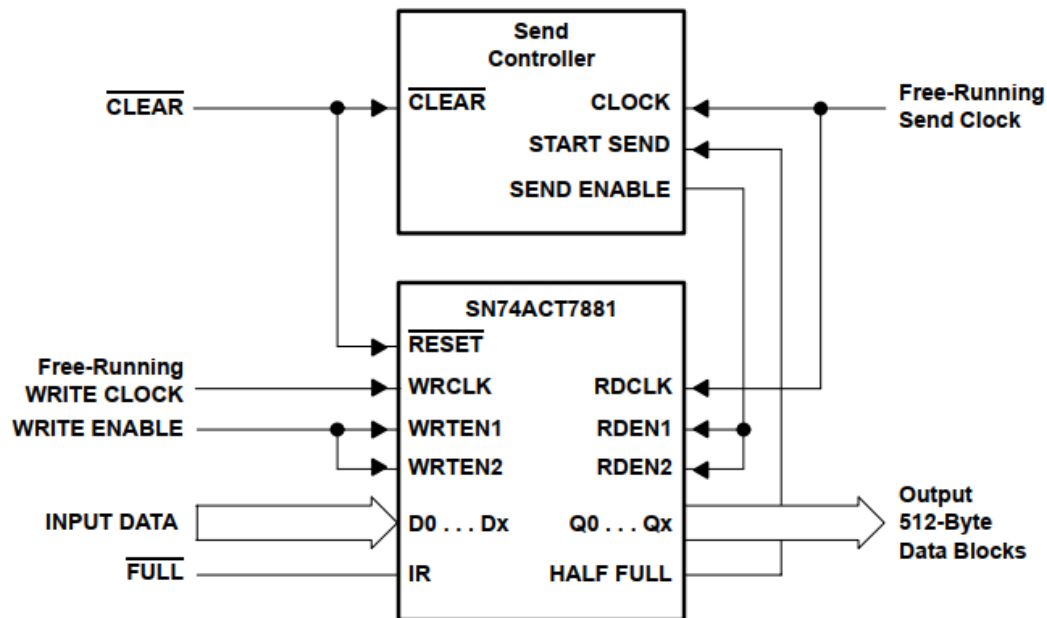 Send
Controller
CLEAR
CLEAR
CLOCK
Free-Running
Send Clock
START SEND
SEND ENABLE
SN74ACT7881
RESET
Free-Running
WRITE CLOCK
WRCLK
RDCLK
WRITE ENABLE
WRTEN1
RDEN1
WRTEN2
RDEN2
INPUT DATA
D0 . . . Dx
Q0 . . . Qx
Output
512-Byte
Data Blocks
FULL
IR
HALF FULL